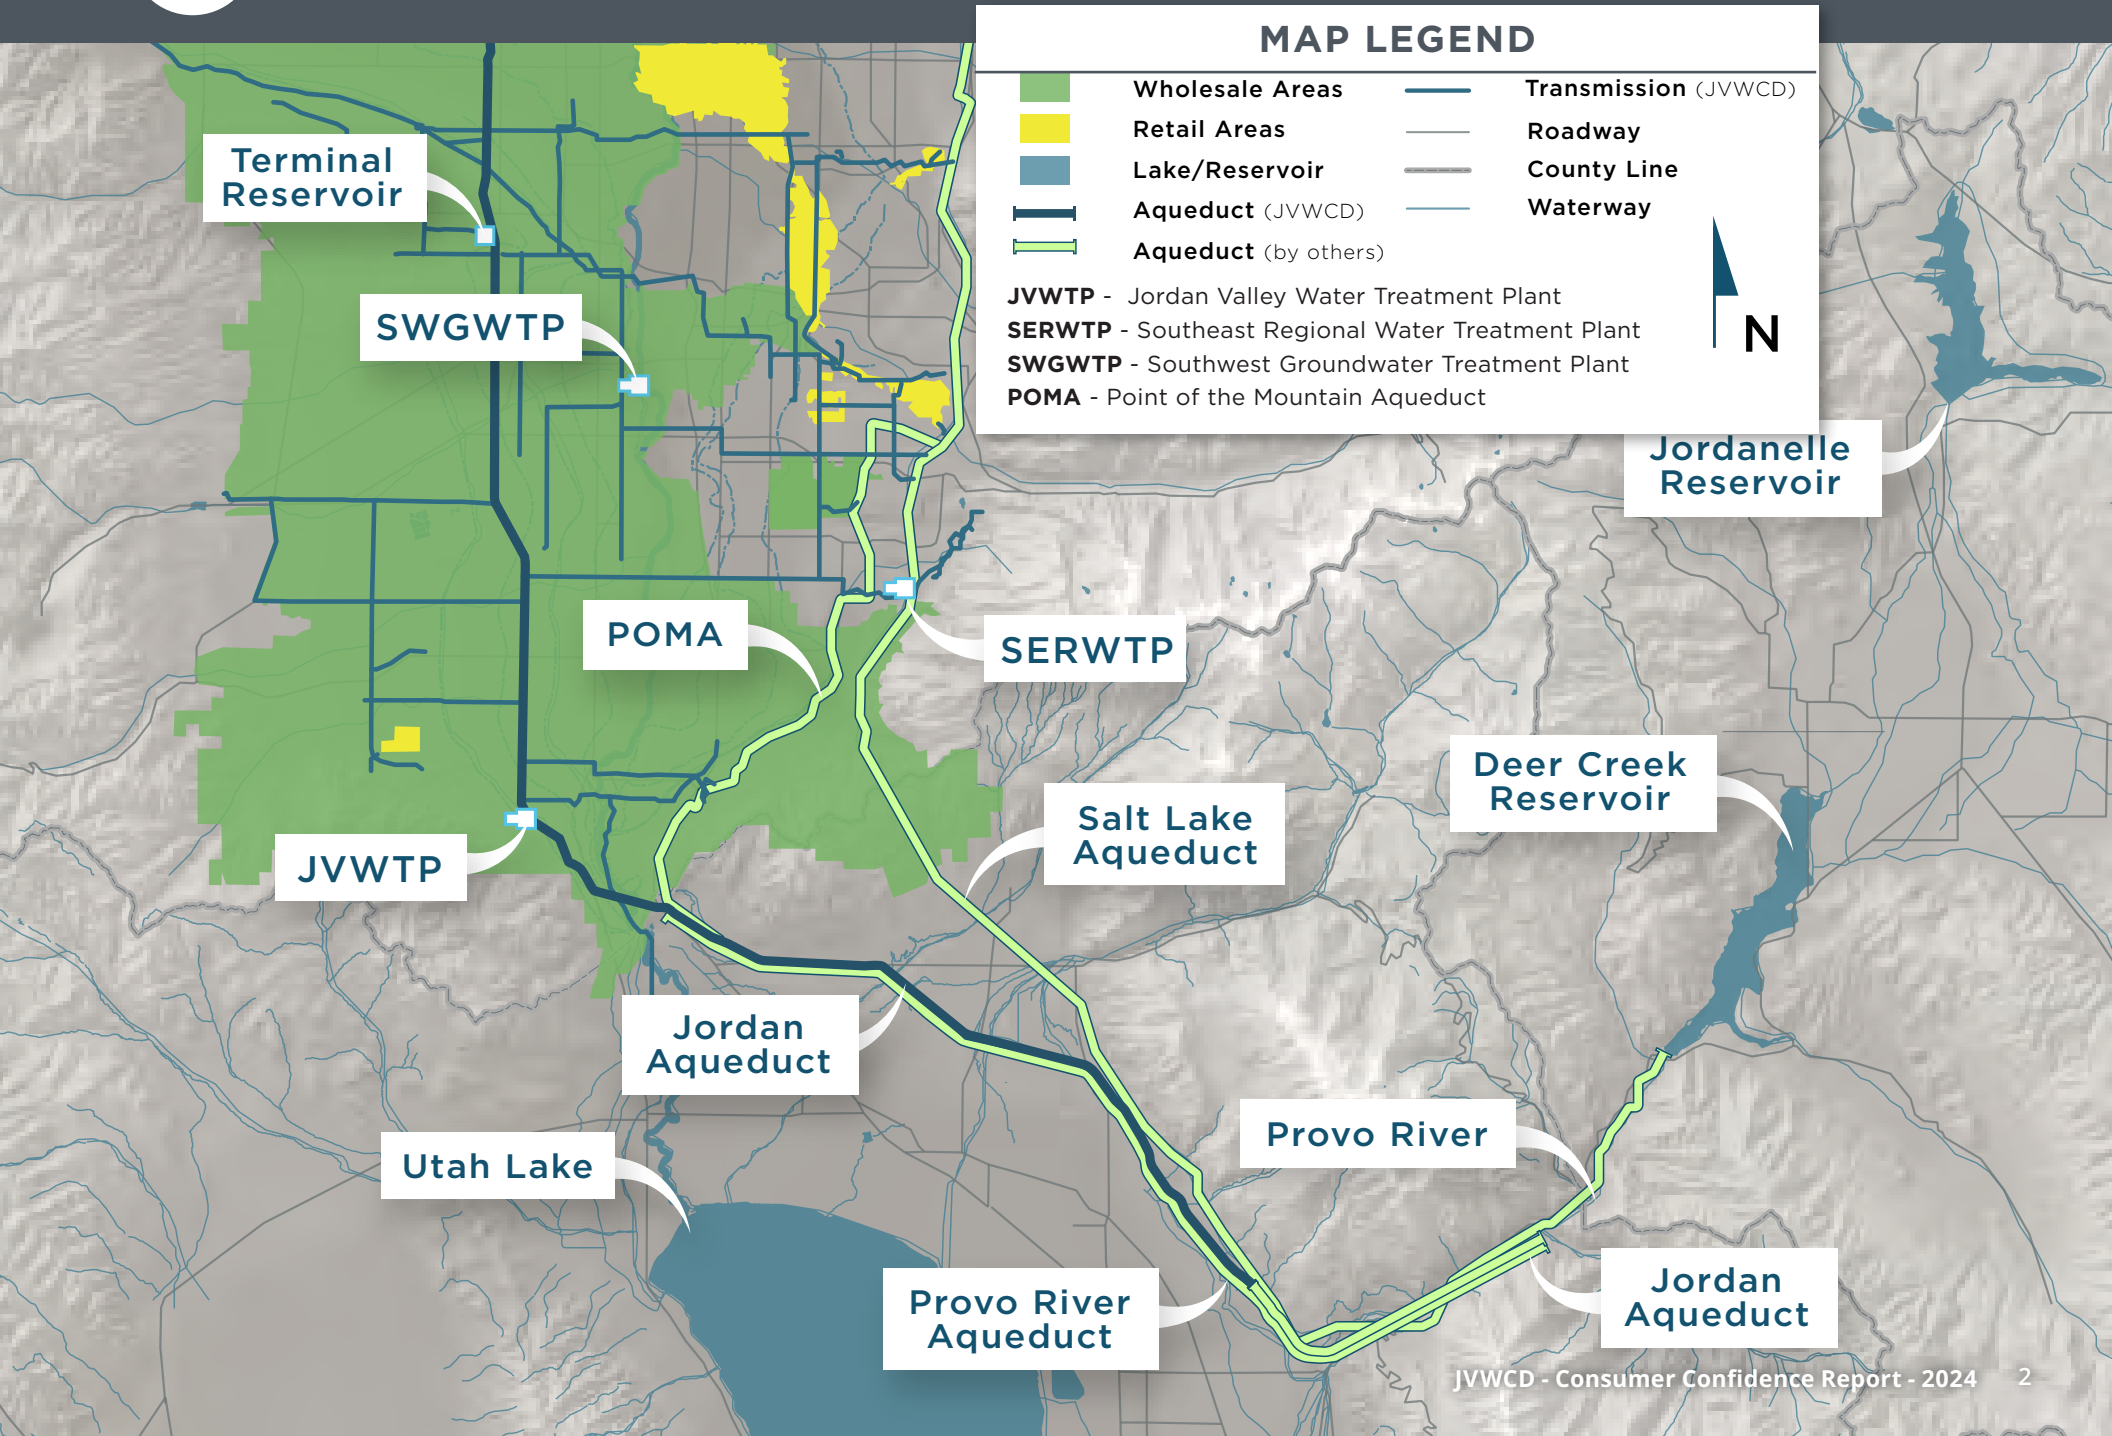 MAP LEGEND
Wholesale Areas
Retail Areas
Lake/Reservoir
Aqueduct (JVWCD)
Aqueduct (by others)
Transmission (JVWCD)
Roadway
County Line
Waterway
JVWTP - Jordan Valley Water Treatment Plant
SERWTP - Southeast Regional Water Treatment Plant
SWGWTP - Southwest Groundwater Treatment Plant
POMA - Point of the Mountain Aqueduct
N
Terminal
Reservoir
SWGWTP
Jordanelle
Reservoir
POMA
SERWTP
Deer Creek
Reservoir
Salt Lake
Aqueduct
JVWTP
Jordan
Aqueduct
Provo River
Utah Lake
Provo River
Aqueduct
Jordan
Aqueduct
JVWCD - Consumer Confidence Report - 2024 2